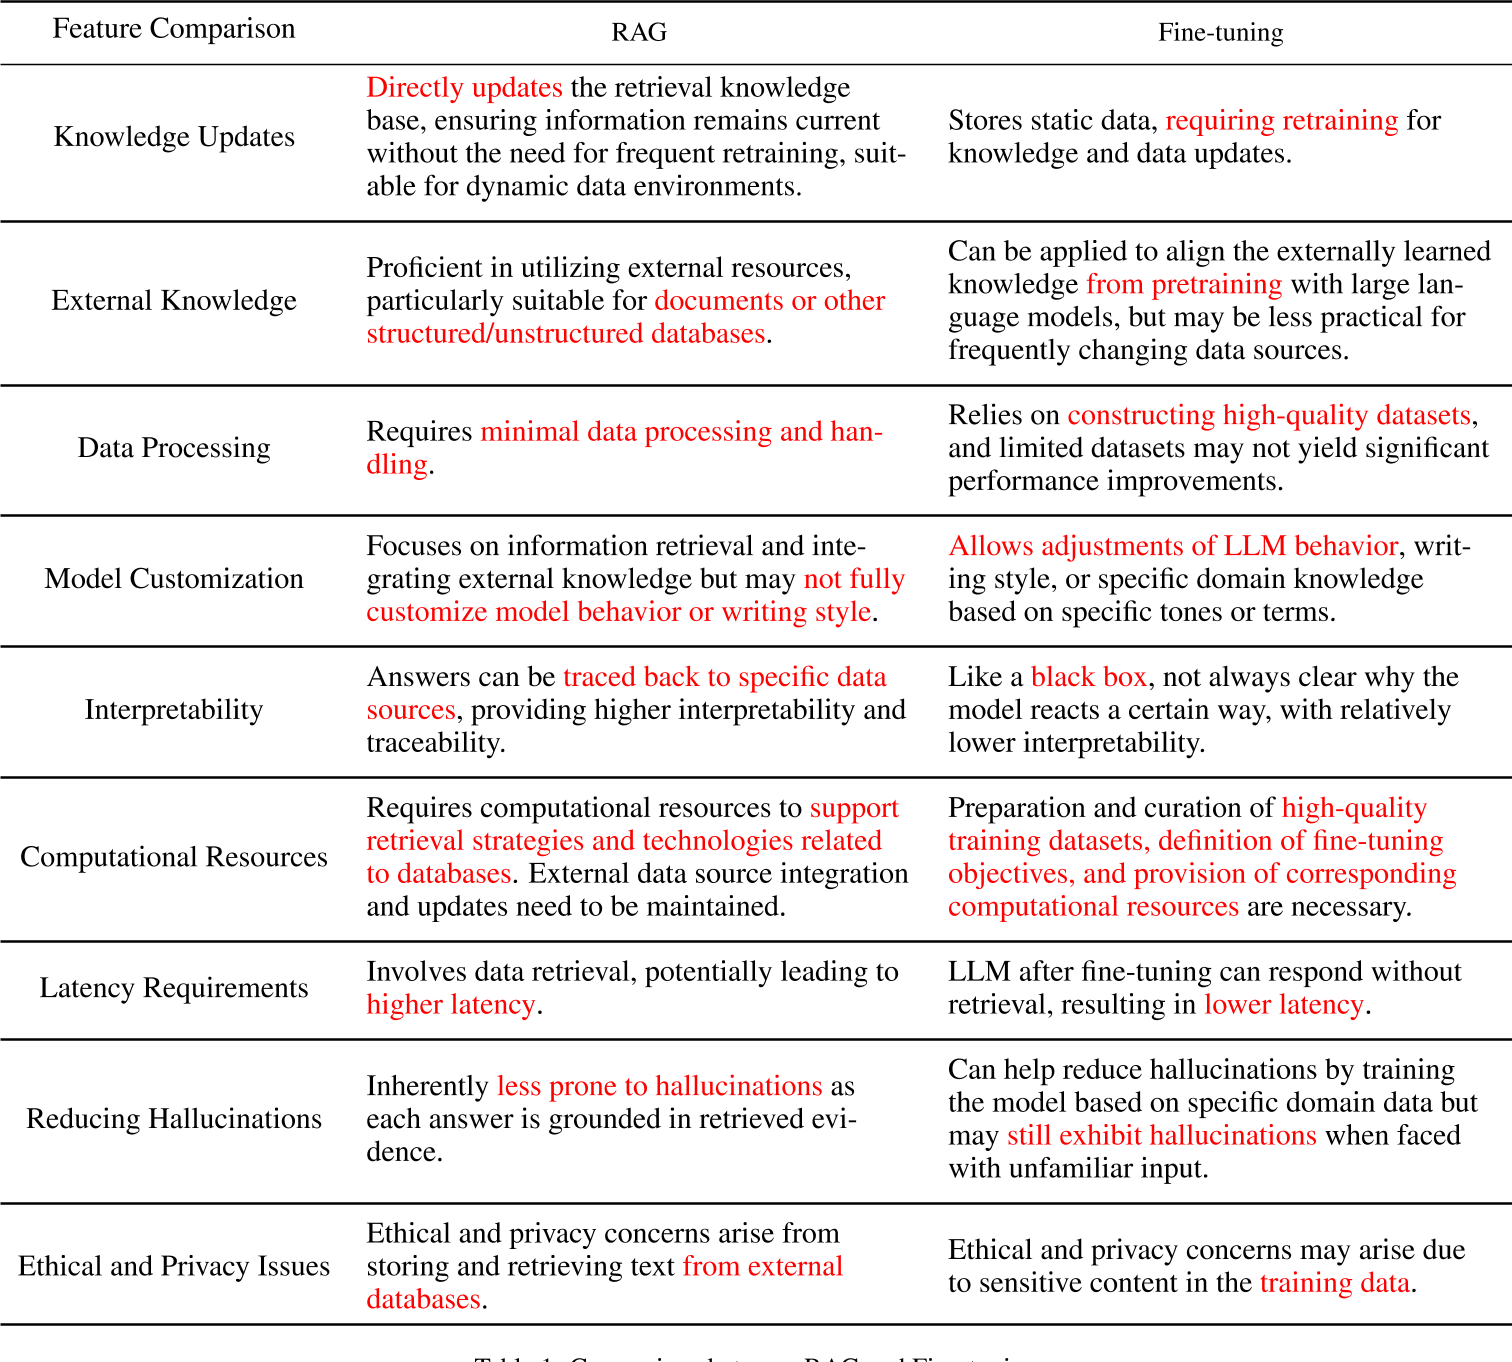 Feature Comparison RAG Fine-tuning
Knowledge Updates
Directly updates the retrieval knowledge
base, ensuring information remains current
without the need for frequent retraining, suit-
able for dynamic data environments.
Stores static data, requiring retraining for
knowledge and data updates.
External Knowledge
Proficient in utilizing external resources,
particularly suitable for documents or other
structured/unstructured databases.
Can be applied to align the externally learned
knowledge from pretraining with large lan-
guage models, but may be less practical for
frequently changing data sources.
Data Processing
Requires minimal data processing and han-
dling.
Relies on constructing high-quality datasets,
and limited datasets may not yield significant
performance improvements.
Model Customization
Focuses on information retrieval and inte-
grating external knowledge but may not fully
customize model behavior or writing style.
Allows adjustments of LLM behavior, writ-
ing style, or specific domain knowledge
based on specific tones or terms.
Interpretability
Answers can be traced back to specific data
sources, providing higher interpretability and
traceability.
Like a black box, not always clear why the
model reacts a certain way, with relatively
lower interpretability.
Computational Resources
Requires computational resources to support
retrieval strategies and technologies related
to databases. External data source integration
and updates need to be maintained.
Preparation and curation of high-quality
training datasets, definition of fine-tuning
objectives, and provision of corresponding
computational resources are necessary.
Latency Requirements
Involves data retrieval, potentially leading to
higher latency.
LLM after fine-tuning can respond without
retrieval, resulting in lower latency.
Reducing Hallucinations
Inherently less prone to hallucinations as
each answer is grounded in retrieved evi-
dence.
Can help reduce hallucinations by training
the model based on specific domain data but
may still exhibit hallucinations when faced
with unfamiliar input.
Ethical and Privacy Issues
Ethical and privacy concerns arise from
storing and retrieving text from external
databases.
Ethical and privacy concerns may arise due
to sensitive content in the training data.